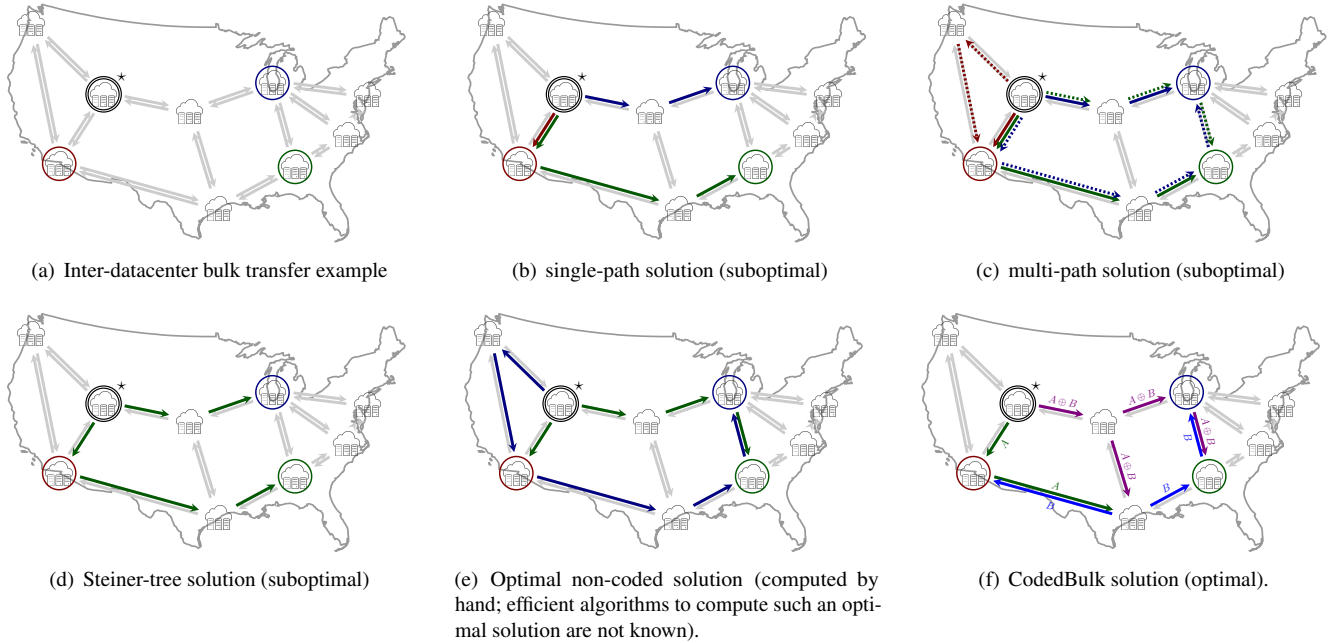 ⋆
⋆
⋆
(a) Inter-datacenter bulk transfer example
(b) single-path solution (suboptimal)
(c) multi-path solution (suboptimal)
⋆
⋆
⋆
A⊕B
A⊕B
A
A⊕B
B
A⊕B
A
B
B
(d) Steiner-tree solution (suboptimal)
(e) Optimal non-coded solution (computed by
hand; efficient algorithms to compute such an opti-
mal solution are not known).
(f) CodedBulk solution (optimal).